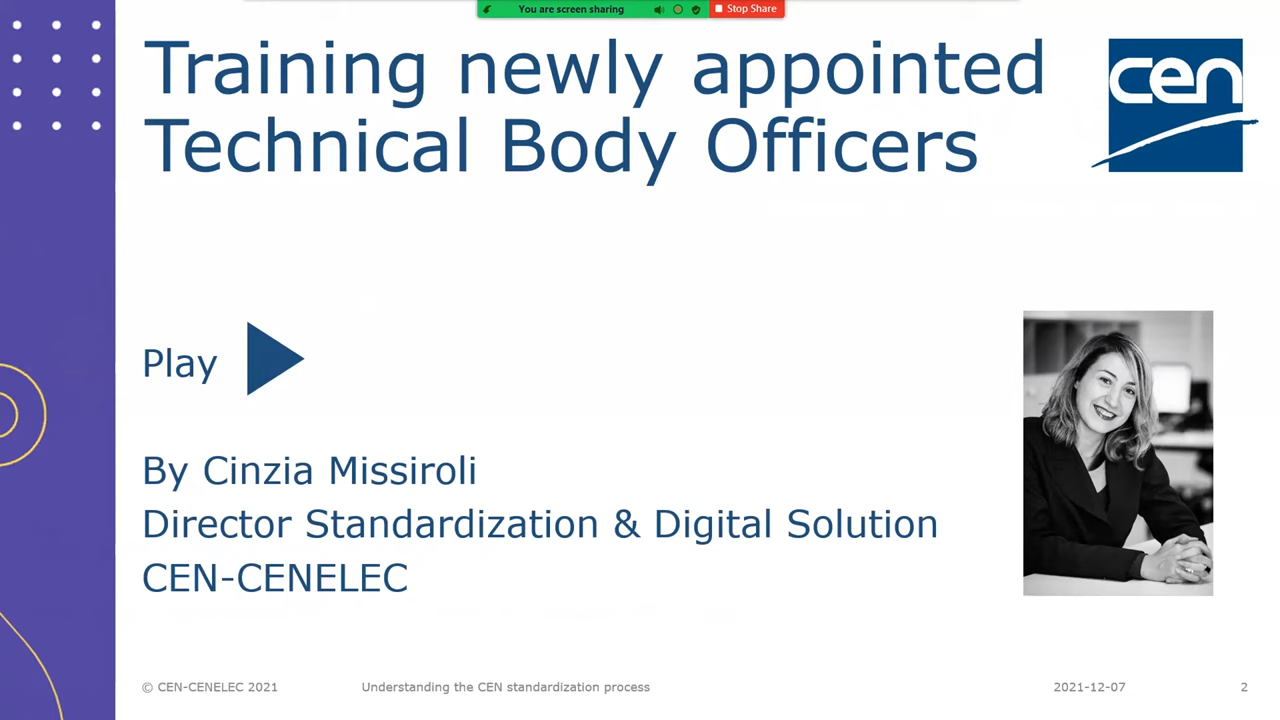 You are screen sharing
Stop Share
Training newly appointed
Technical Body Officers
cen
Play
By Cinzia Missiroli
Director Standardization & Digital Solution
CEN-CENELEC
© CEN-CENELEC 2021
Understanding the CEN standardization process
2021-12-07
2